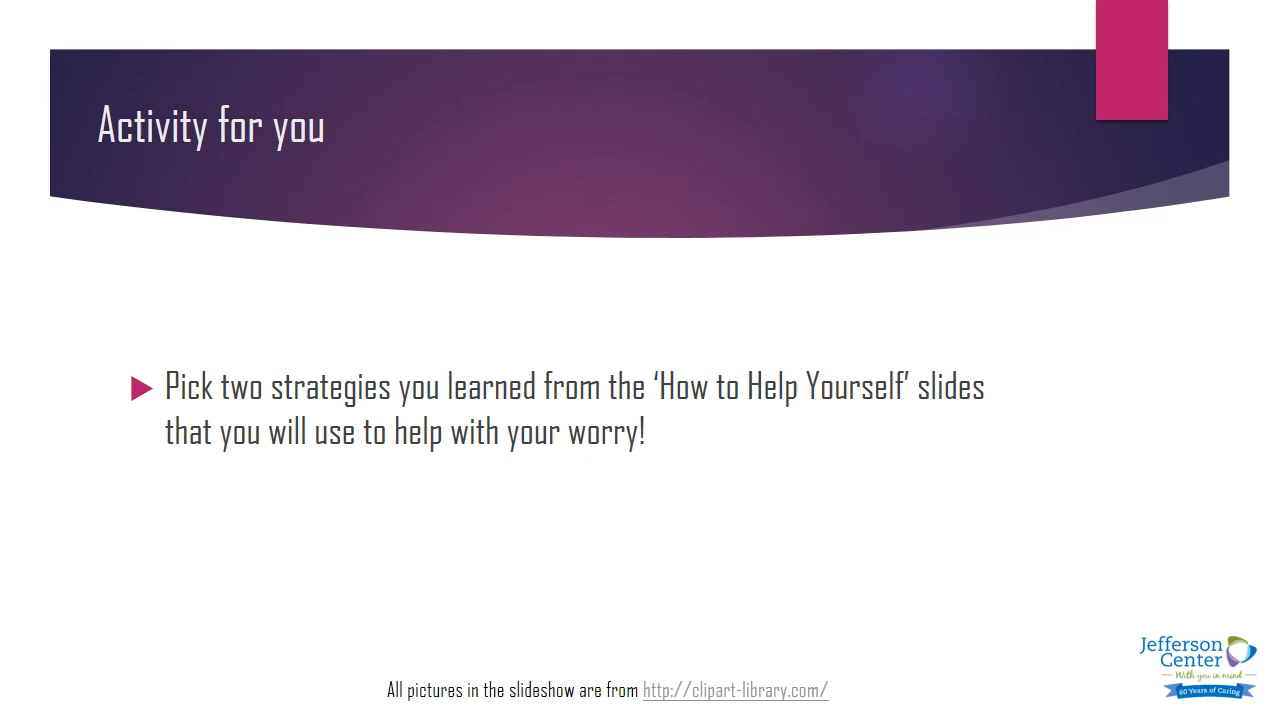 Activity for you
Pick two strategies you learned from the ‘How to Help Yourself’ slides
that you will use to help with your worry!
All pictures in the slideshow are from http://clipart-library.com/
Jefferson
Center
With you in mind
60 Years of Caring